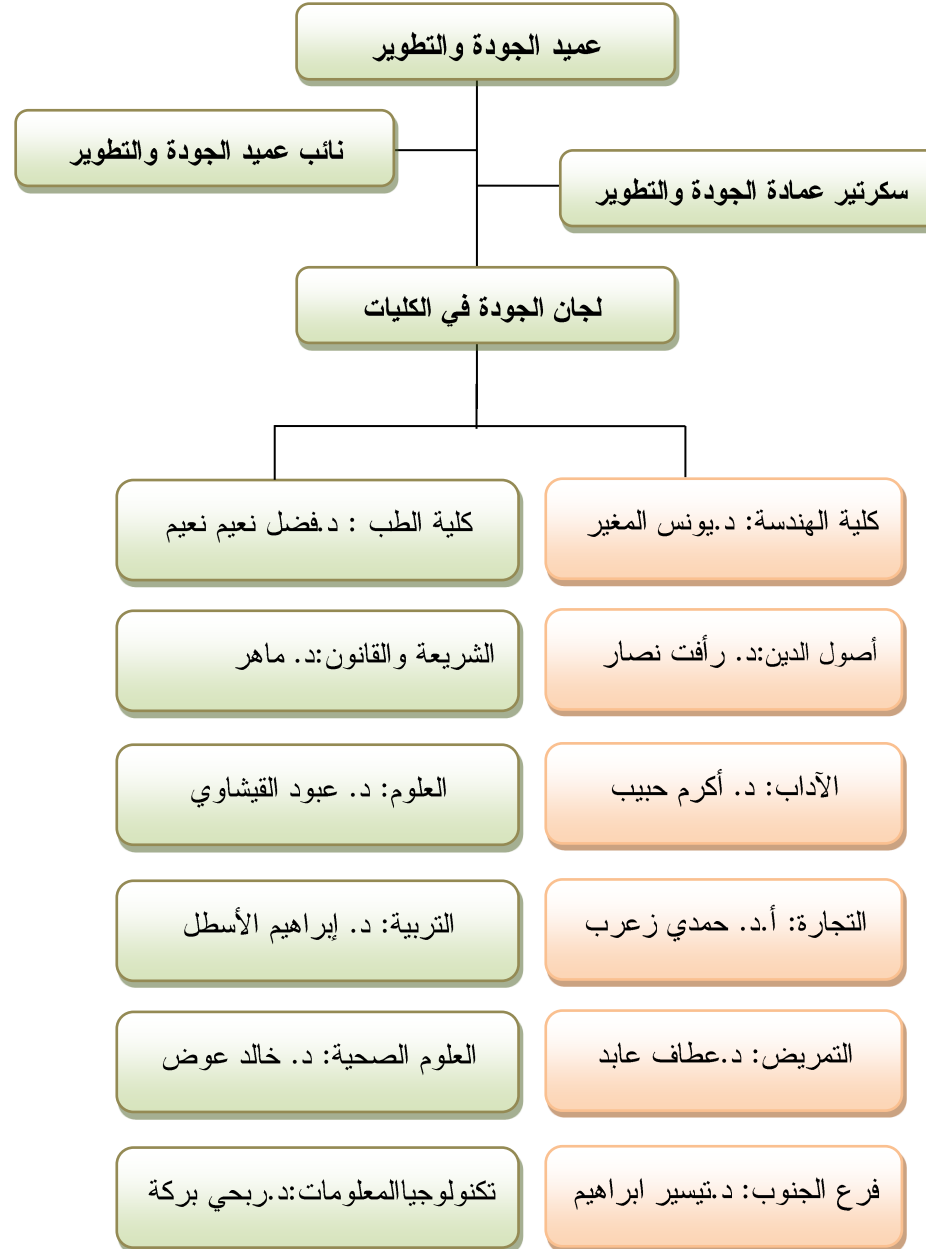 عميد الجودة والتطوير
نائب عميد الجودة والتطوير
سكرتير عمادة الجودة والتطوير
لجان الجودة في الكليات
كلية الهندسة: د.يونس المغير
كلية الطب : د.فضل نعيم نعيم
أصول الدين:د. رأفت نصار
الشريعة والقانون:د. ماهر
الآداب: د. أكرم حبيب
العلوم: د. عبود القيشاوي
التجارة: أ.د. حمدي زعرب
التربية: د. إبراهيم الأسطل
التمريض: د.عطاف عابد
العلوم الصحية: د. خالد عوض
فرع الجنوب: د.تيسير ابراهيم
تكنولوجياالمعلومات:د.ربحي بركة